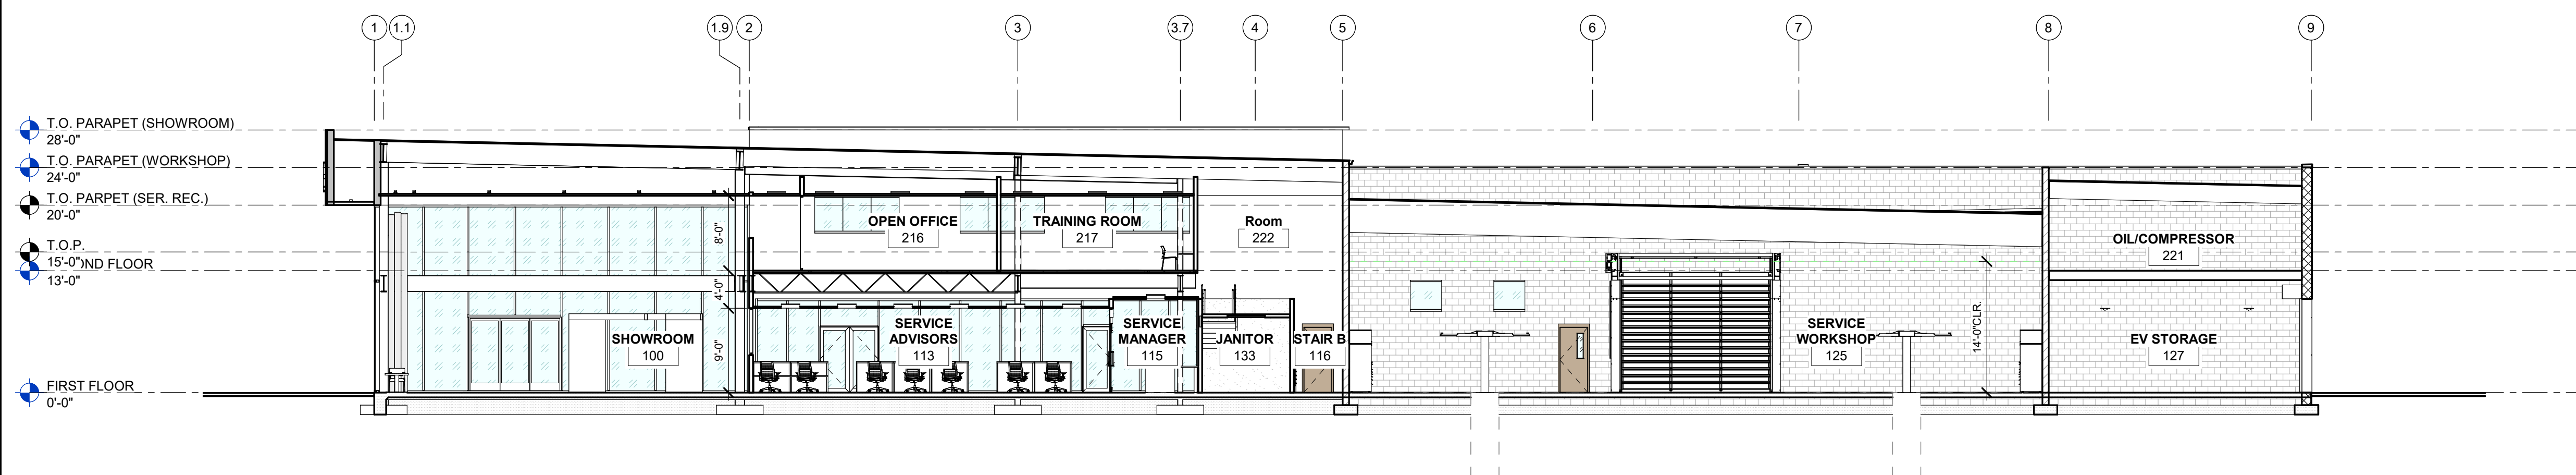 1
1.1
1.9
2
3
3.7
4
5
6
7
8
9
T.O. PARAPET (SHOWROOM)
28'-0"
T.O. PARAPET (WORKSHOP)
24'-0"
T.O. PARPET (SER. REC.)
20'-0"
T.O.P.
15'-0"
OND FLOOR
13'-0"
FIRST FLOOR
0'-0"
8'-0"
4'-0"
9'-0"
OPEN OFFICE
216
TRAINING ROOM
217
Room
222
OIL/COMPRESSOR
221
SHOWROOM
100
SERVICE
ADVISORS
113
SERVICE
MANAGER
115
JANITOR
133
STAIR B
116
SERVICE
WORKSHOP
125
14'-0"CLR.
EV STORAGE
127